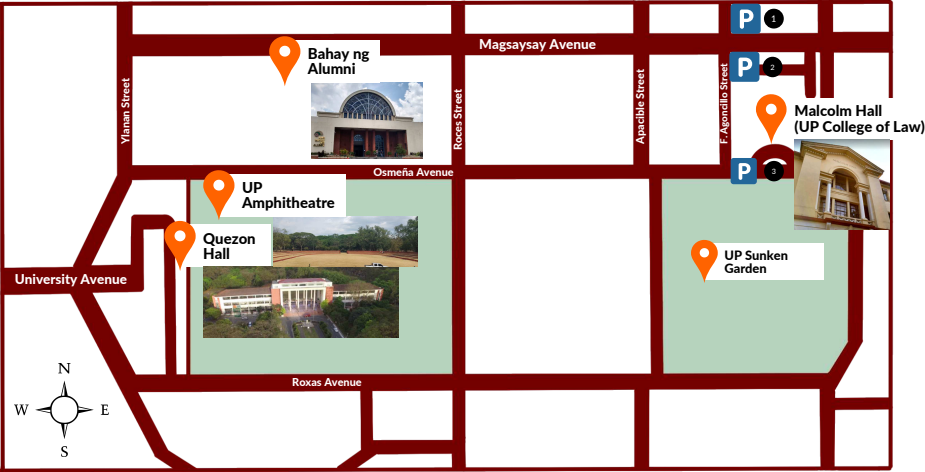 P 1
Magsaysay Avenue
Bahay ng
Alumni
P 2
Ylanan Street
Roces Street
Apacible Street
F. Agoncillo Street
Malcolm Hall
(UP College of Law)
Osmeña Avenue
P 3
UP
Amphitheatre
Quezon
Hall
UP Sunken
Garden
University Avenue
Roxas Avenue
N
W E
S